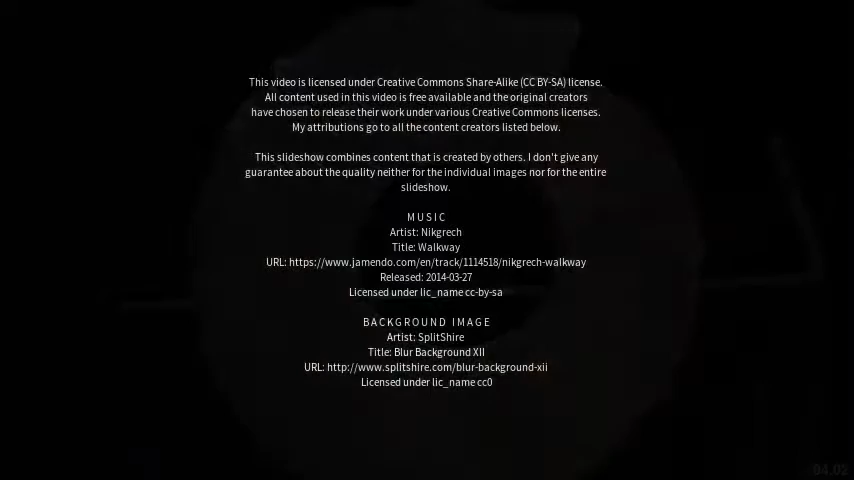 This video is licensed under Creative Commons Share-Alike (CC BY-SA) license.
All content used in this video is free available and the original creators
have chosen to release their work under various Creative Commons licenses.
My attributions go to all the content creators listed below.
This slideshow combines content that is created by others. I don't give any
guarantee about the quality neither for the individual images nor for the entire
slideshow.
MUSIC
Artist: Nikgrech
Title: Walkway
URL: https://www.jamendo.com/en/track/1114518/nikgrech-walkway
Released: 2014-03-27
Licensed under lic_name cc-by-sa
BACKGROUND IMAGE
Artist: SplitShire
Title: Blur Background XII
URL: http://www.splitshire.com/blur-background-xii
Licensed under lic_name cc0
04.02